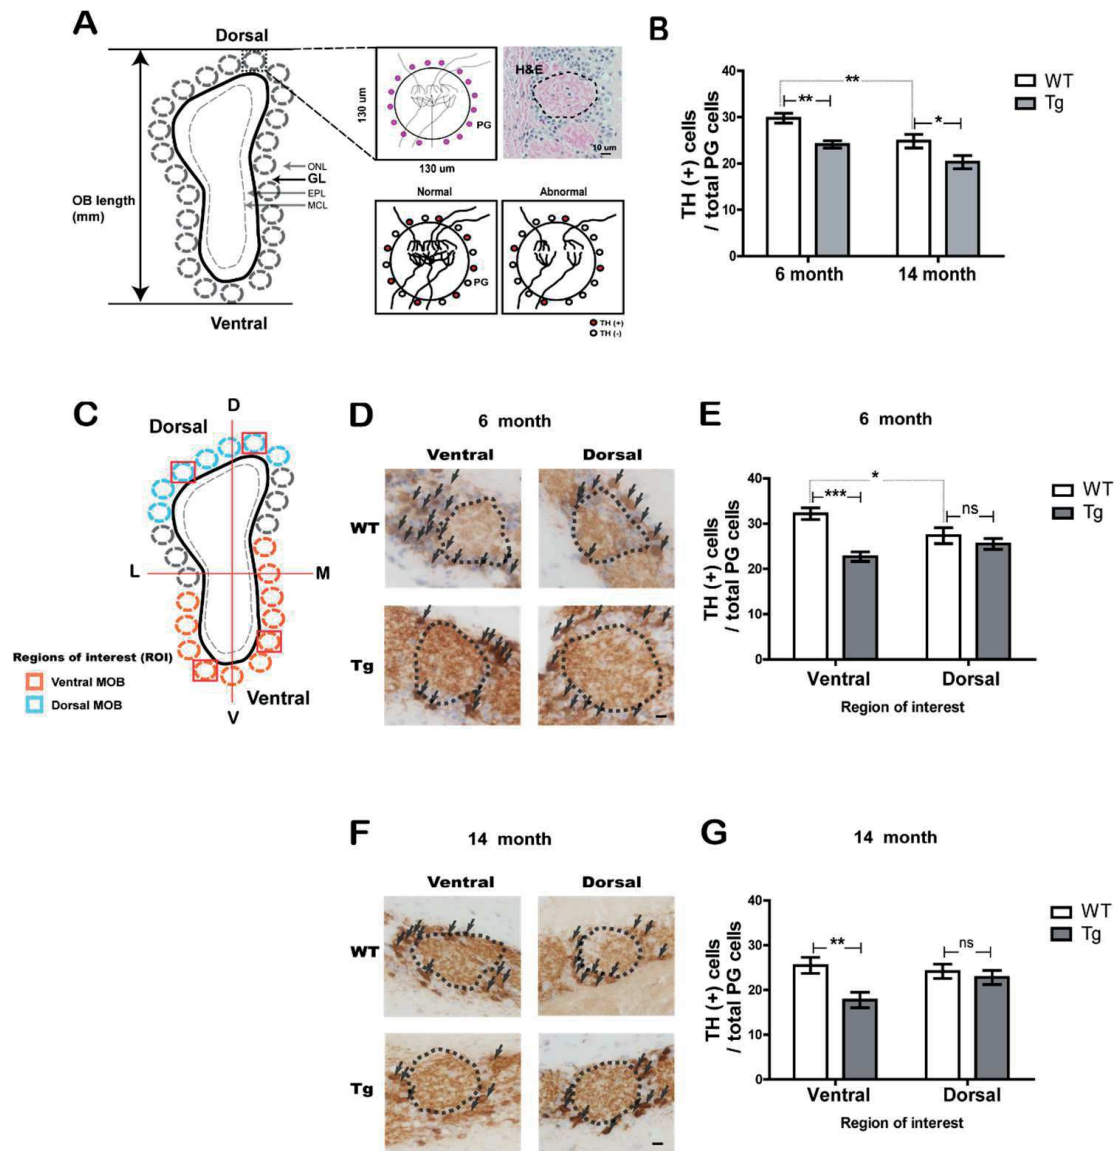 A
Dorsal
OB length
(mm)
ONL
GL
EPL
MCL
Ventral
130 um
PG
130 um
H&E
10 um
Normal
Abnormal
PG
TH (+)
TH (-)
B
TH (+) cells
/ total PG cells
40
30
20
10
0
**
**
*
6 month
14 month
WT
Tg
C
D
Dorsal
L
M
Regions of interest (ROI)
Ventral MOB
Dorsal MOB
Ventral
V
D
6 month
Ventral
Dorsal
WT
Tg
E
6 month
TH (+) cells
/ total PG cells
40
30
20
10
0
*
***
ns
WT
Tg
Ventral
Dorsal
Region of interest
F
14 month
Ventral
Dorsal
WT
Tg
G
14 month
TH (+) cells
/ total PG cells
40
30
20
10
0
**
ns
WT
Tg
Ventral
Dorsal
Region of interest